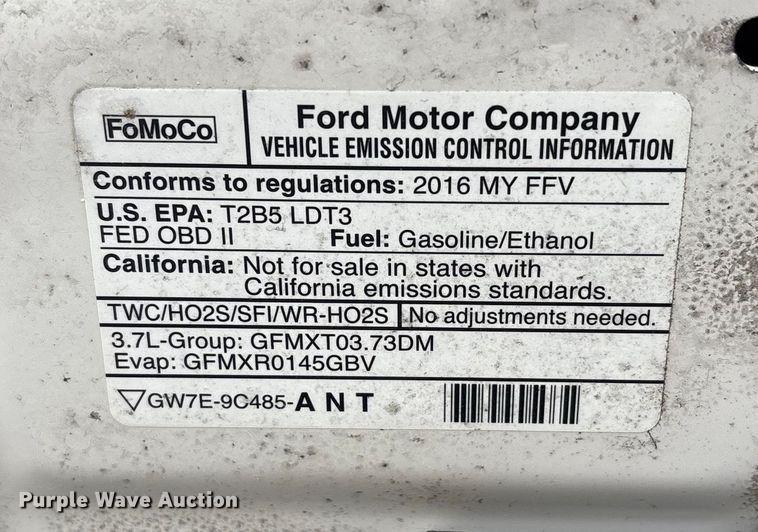 FoMoCo
Ford Motor Company
VEHICLE EMISSION CONTROL INFORMATION
Conforms to regulations: 2016 MY FFV
U.S. EPA: T2B5 LDT3
FED OBD II Fuel: Gasoline/Ethanol
California: Not for sale in states with
California emissions standards.
TWC/HO2S/SFI/WR-HO2S No adjustments needed.
3.7L-Group: GFMXT03.73DM
Evap: GFMXR0145GBV
GW7E-9C485-ANT
Purple Wave Auction